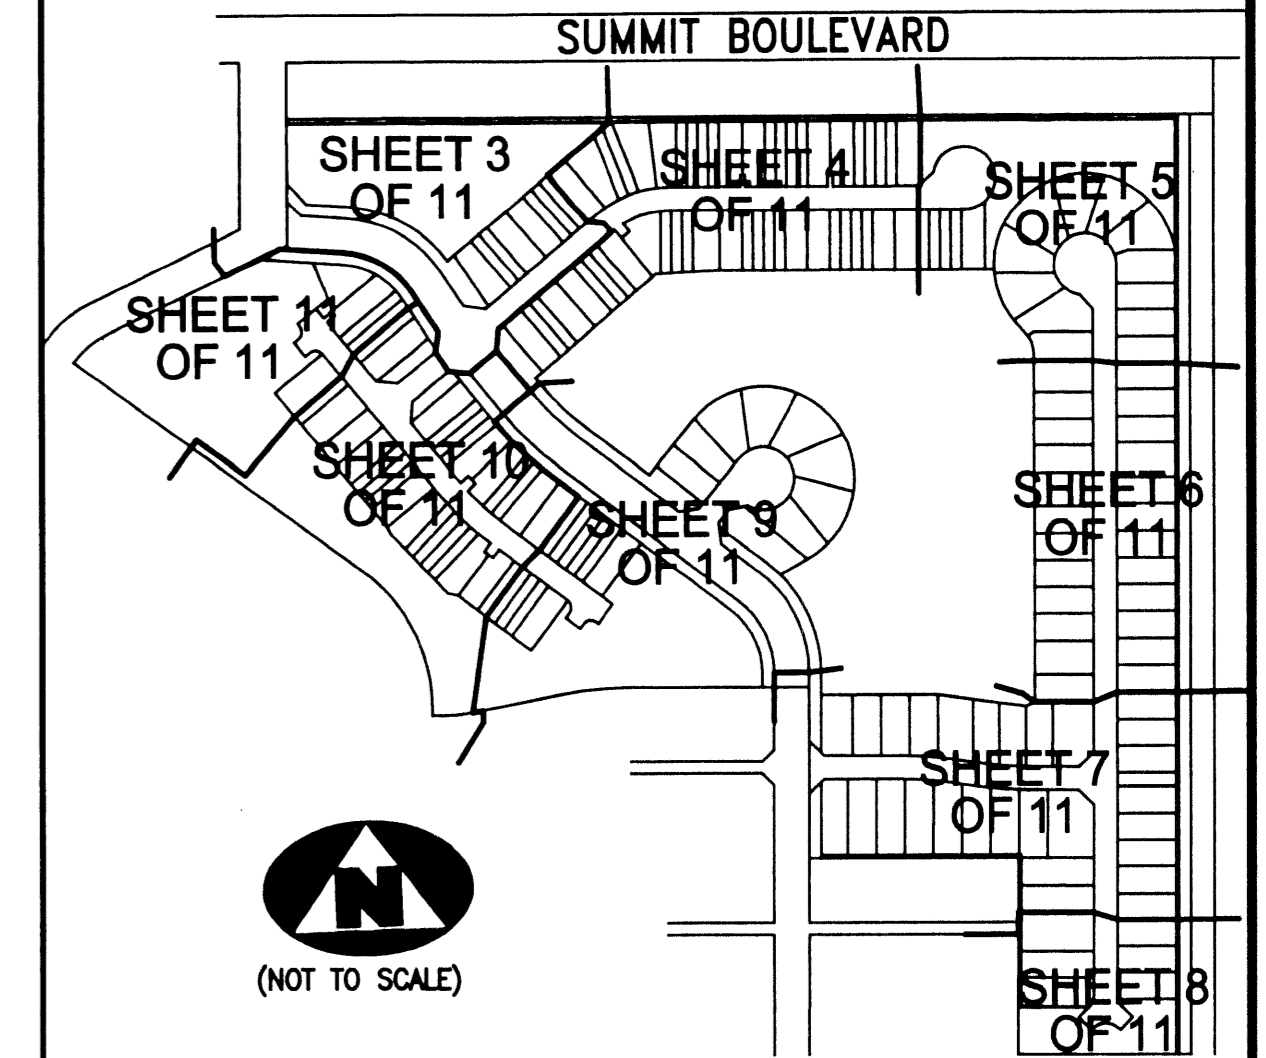 SUMMIT BOULEVARD
SHEET 3
OF 11
SHEET 4
OF 11
SHEET 5
OF 11
SHEET 11
OF 11
SHEET 10
OF 11
SHEET 9
OF 11
SHEET 6
OF 11
SHEET 7
OF 11
SHEET 8
OF 11
N
(NOT TO SCALE)